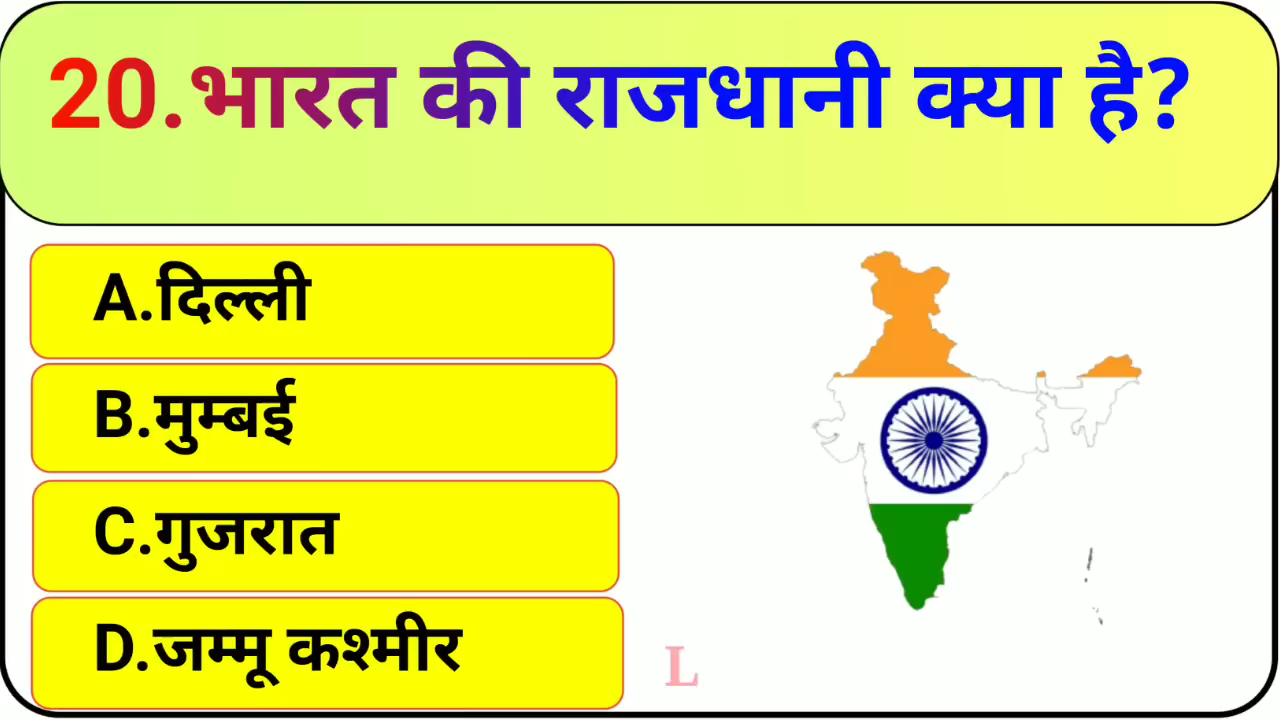 20.भारत की राजधानी क्या है?
A.दिल्ली
B.मुम्बई
C.गुजरात
D.जम्मू कश्मीर
L